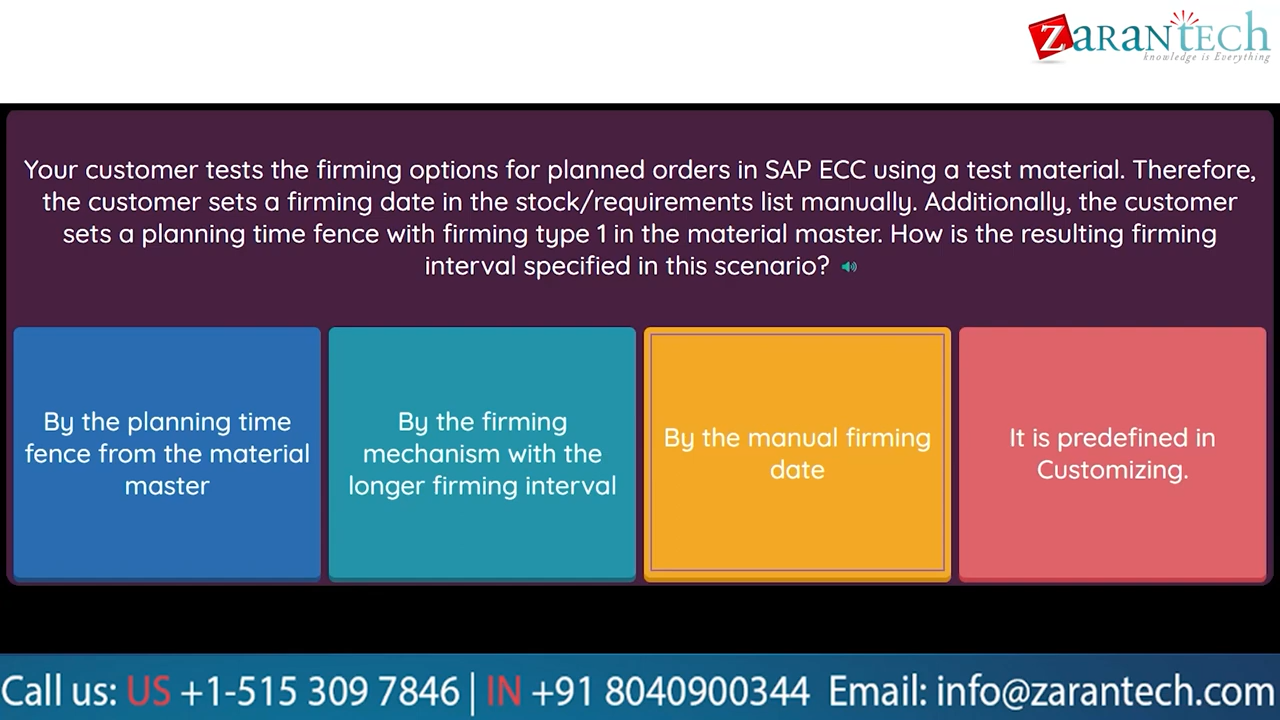 ZARANTECH
knowledge is Everything
Your customer tests the firming options for planned orders in SAP ECC using a test material. Therefore,
the customer sets a firming date in the stock/requirements list manually. Additionally, the customer
sets a planning time fence with firming type 1 in the material master. How is the resulting firming
interval specified in this scenario?
By the planning time
fence from the material
master
By the firming
mechanism with the
longer firming interval
By the manual firming
date
It is predefined in
Customizing.
Call us: US +1-515 309 7846 | IN +91 8040900344 Email: info@zarantech.com